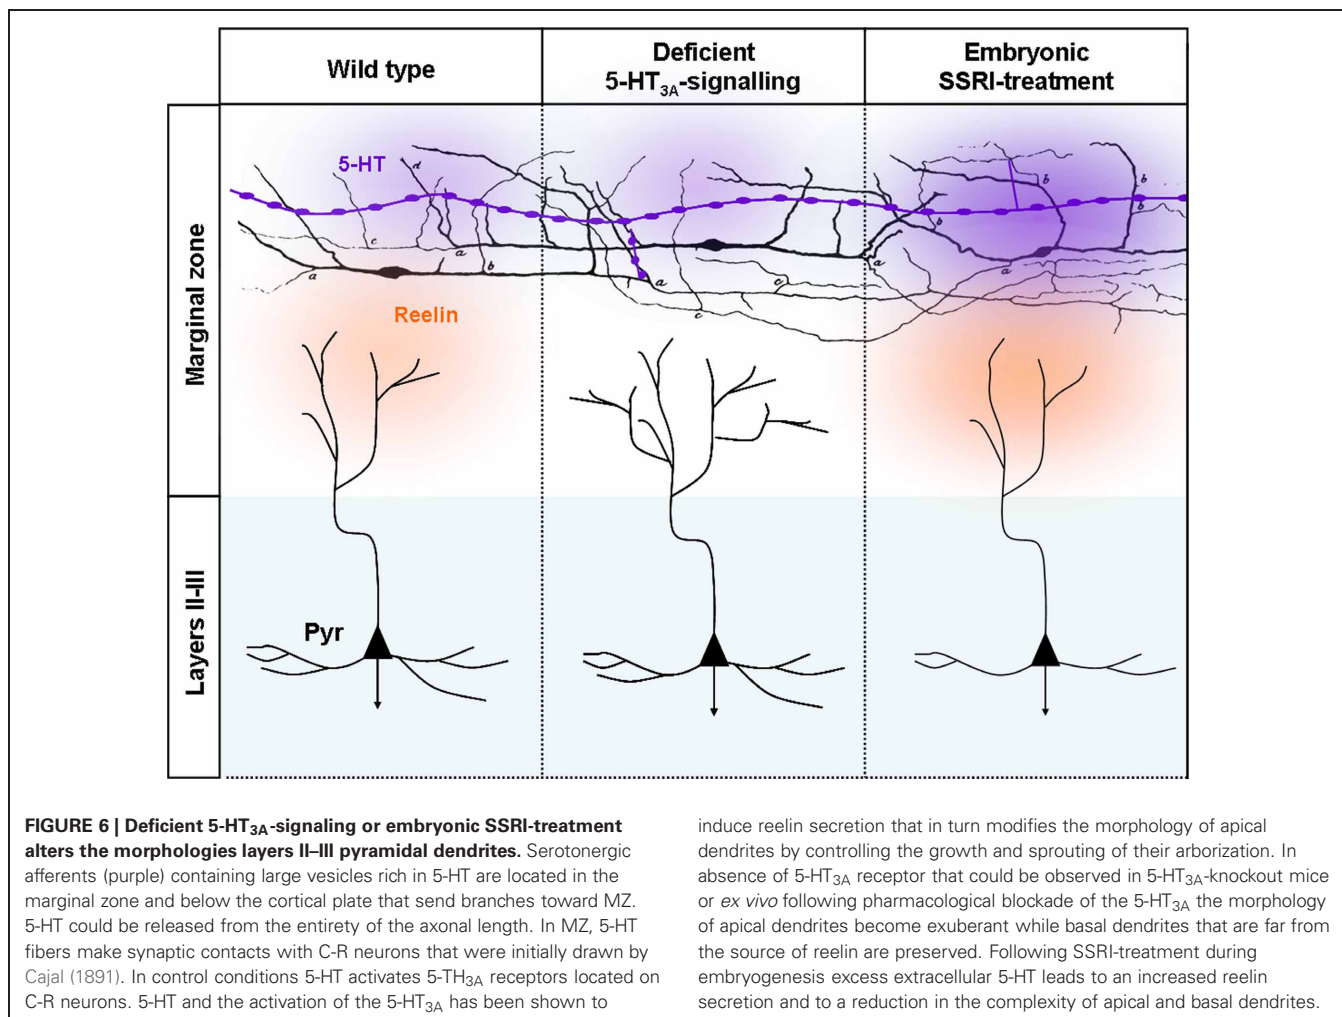 Wild type
Deficient
5-HT3A-signalling
Embryonic
SSRI-treatment
Marginal zone
5-HT
d
b
b
b
c
a
b
a
a
c
c
a
a
Reelin
Layers II-III
Pyr
FIGURE 6 | Deficient 5-HT3A-signaling or embryonic SSRI-treatment
alters the morphologies layers II–III pyramidal dendrites. Serotonergic
afferents (purple) containing large vesicles rich in 5-HT are located in the
marginal zone and below the cortical plate that send branches toward MZ.
5-HT could be released from the entirety of the axonal length. In MZ, 5-HT
fibers make synaptic contacts with C-R neurons that were initially drawn by
Cajal (1891). In control conditions 5-HT activates 5-TH3A receptors located on
C-R neurons. 5-HT and the activation of the 5-HT3A has been shown to
induce reelin secretion that in turn modifies the morphology of apical
dendrites by controlling the growth and sprouting of their arborization. In
absence of 5-HT3A receptor that could be observed in 5-HT3A-knockout mice
or ex vivo following pharmacological blockade of the 5-HT3A the morphology
of apical dendrites become exuberant while basal dendrites that are far from
the source of reelin are preserved. Following SSRI-treatment during
embryogenesis excess extracellular 5-HT leads to an increased reelin
secretion and to a reduction in the complexity of apical and basal dendrites.